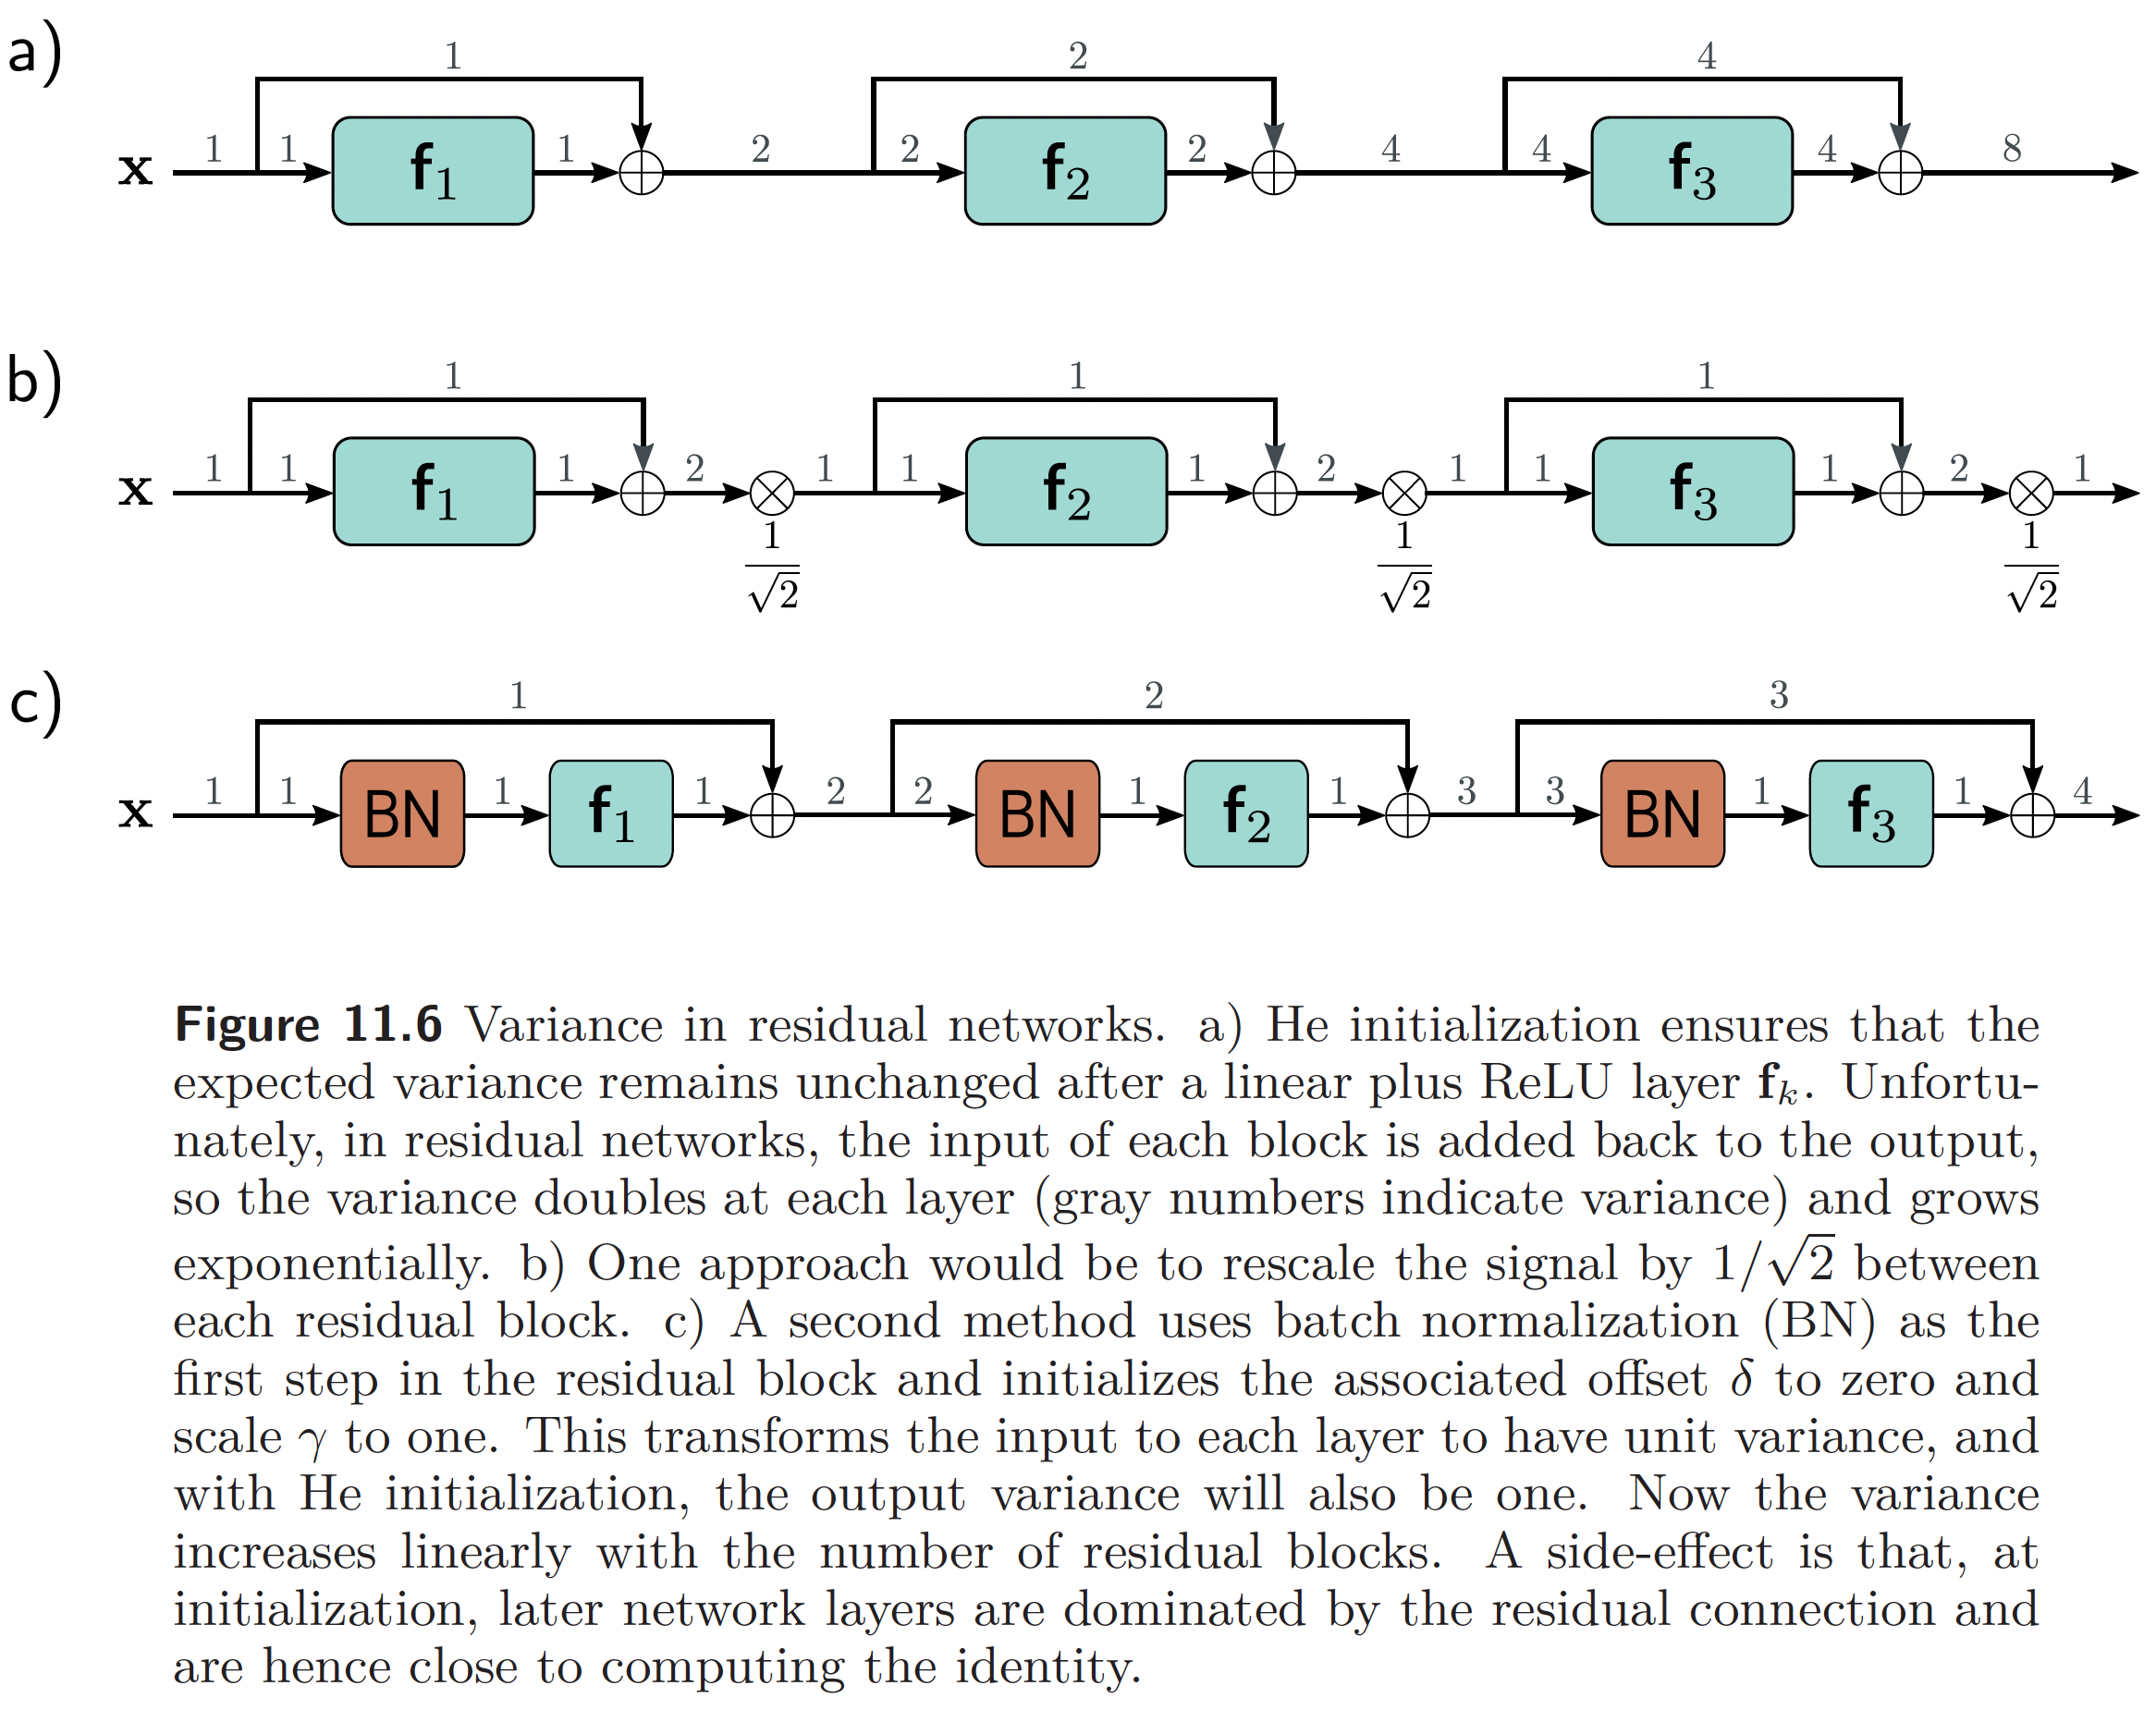 a)
1 2 4
x 1 1 f1 1 2 2 f2 2 4 4 f3 4 8
b)
1 1 1
x 1 1 f1 1 2 1 1 f2 1 2 1 1 f3 1 2 1
1/√2 1/√2 1/√2
c)
1 2 3
x 1 1 BN 1 f1 1 2 2 BN 1 f2 1 3 3 BN 1 f3 1 4
Figure 11.6 Variance in residual networks. a) He initialization ensures that the
expected variance remains unchanged after a linear plus ReLU layer fk. Unfortu-
nately, in residual networks, the input of each block is added back to the output,
so the variance doubles at each layer (gray numbers indicate variance) and grows
exponentially. b) One approach would be to rescale the signal by 1/√2 between
each residual block. c) A second method uses batch normalization (BN) as the
first step in the residual block and initializes the associated offset δ to zero and
scale γ to one. This transforms the input to each layer to have unit variance, and
with He initialization, the output variance will also be one. Now the variance
increases linearly with the number of residual blocks. A side-effect is that, at
initialization, later network layers are dominated by the residual connection and
are hence close to computing the identity.